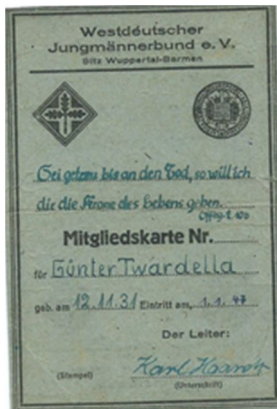 Westdeutscher
Jungmännerbund e. V.
Sitz Wuppertal-Barmen
Sei getreu bis an den Tod, so will ich
dir die Krone des Lebens geben.
Mitgliedskarte Nr.
für Günter Twardella
geb. am 12.11.31 Eintritt am 1.1.47
Der Leiter:
Karl
(Stempel) (Unterschrift)